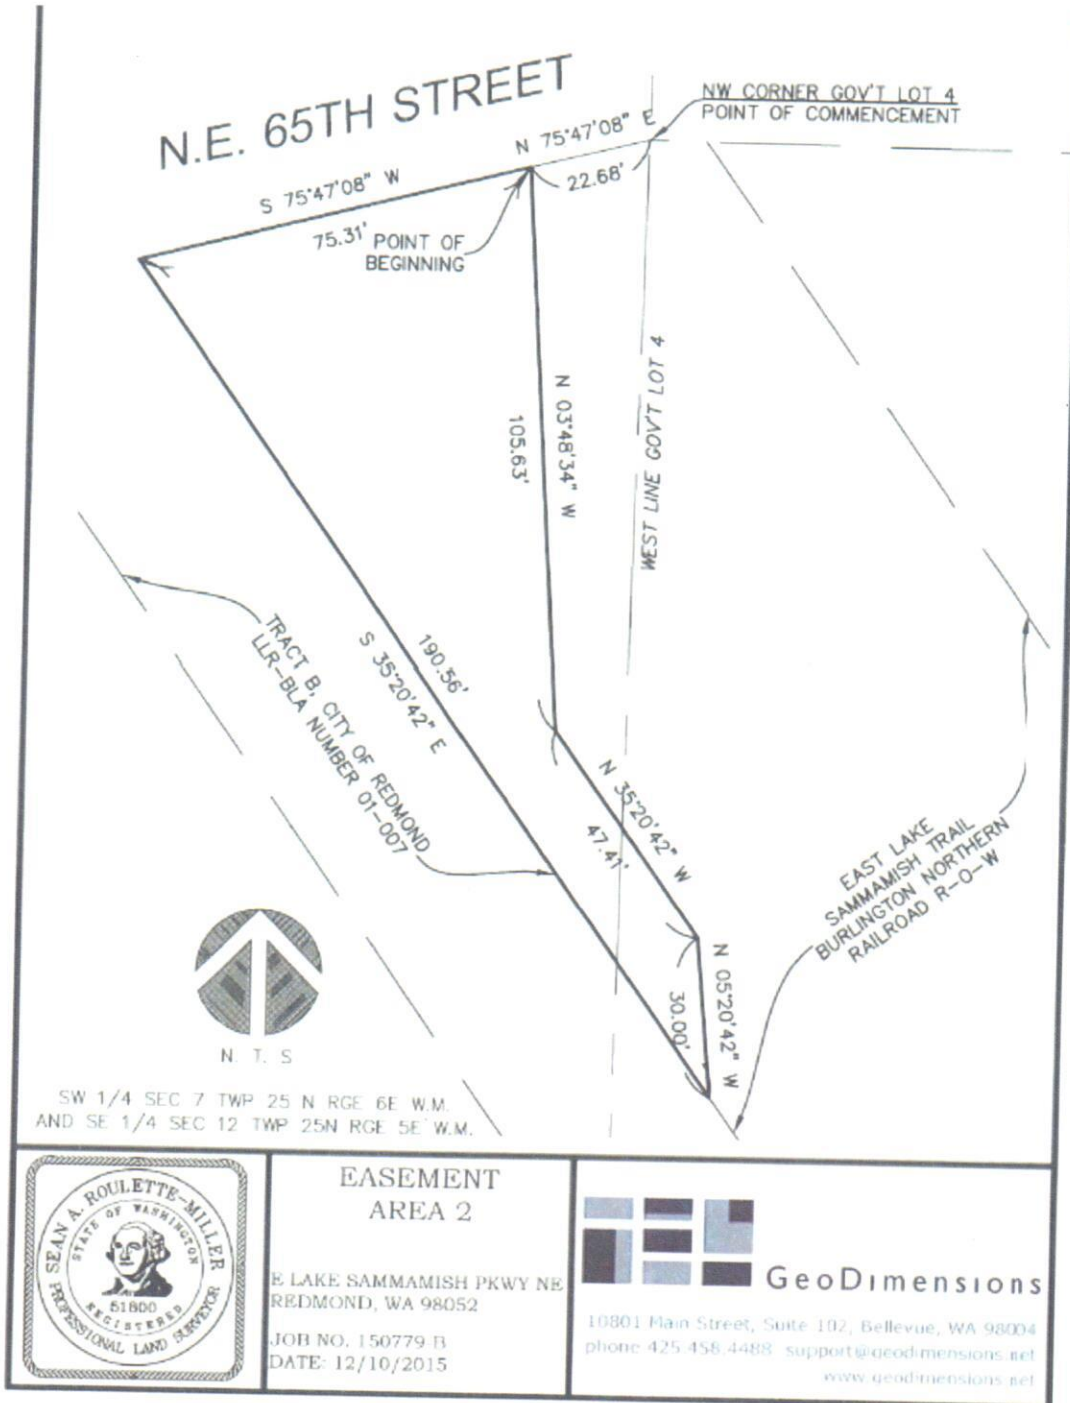 N.E. 65TH STREET
NW CORNER GOV'T LOT 4
POINT OF COMMENCEMENT
N 75°47'08" E
22.68'
S 75°47'08" W
75.31'
POINT OF
BEGINNING
N 03°48'34" W
105.63'
WEST LINE GOV'T LOT 4
190.56'
S 35°20'42" E
TRACT B, CITY OF REDMOND
LLR-BLA NUMBER 01-007
N 35°20'42" W
47.41'
EAST LAKE
SAMMAMISH TRAIL
BURLINGTON NORTHERN
RAILROAD R-O-W
N 05°20'42" W
30.00'
N. T. S
SW 1/4 SEC 7 TWP 25 N RGE 6E W.M.
AND SE 1/4 SEC 12 TWP 25N RGE 5E W.M.
SEAN A. ROULETTE-MILLER
STATE OF WASHINGTON
51800
REGISTERED
PROFESSIONAL LAND SURVEYOR
EASEMENT
AREA 2
E LAKE SAMMAMISH PKWY NE
REDMOND, WA 98052
JOB NO. 150779-B
DATE: 12/10/2015
GeoDimensions
10801 Main Street, Suite 102, Bellevue, WA 98004
phone 425.458.4488 support@geodimensions.net
www.geodimensions.net